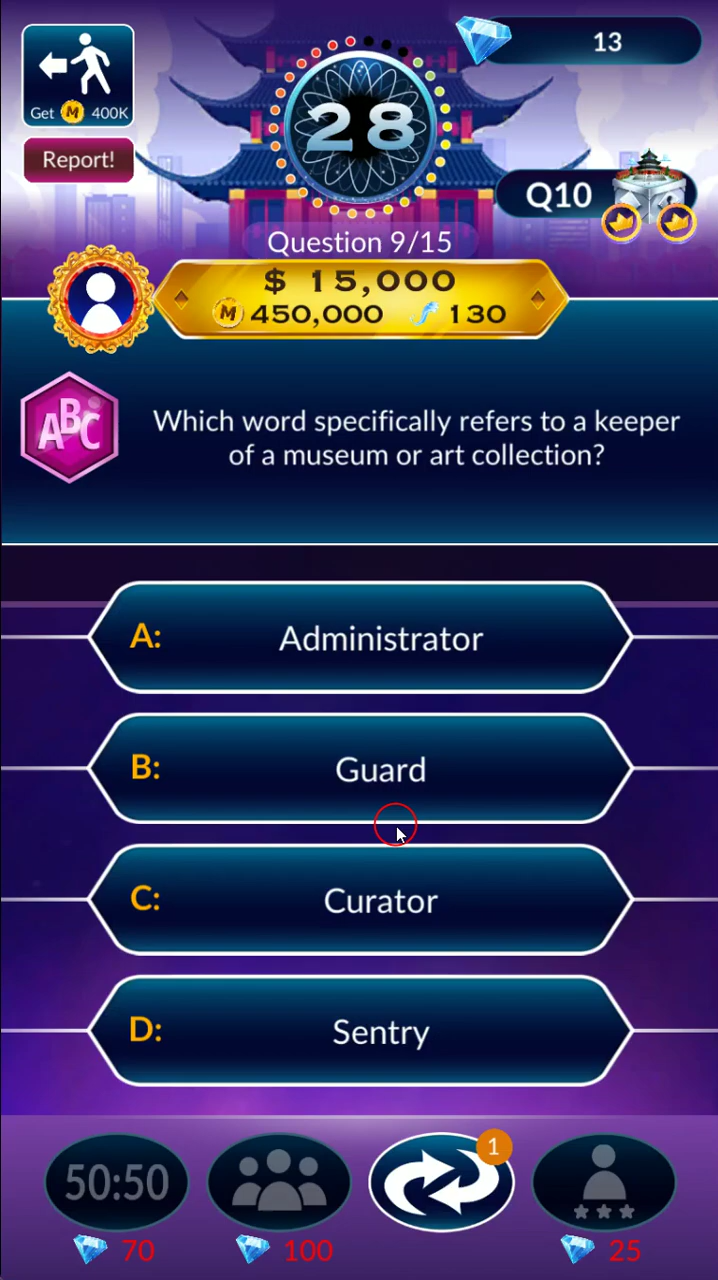 13
28
Get M 400K
Report!
Q10
Question 9/15
$ 15,000
M 450,000 130
ABC
Which word specifically refers to a keeper
of a museum or art collection?
A: Administrator
B: Guard
C: Curator
D: Sentry
50:50
1
70
100
25